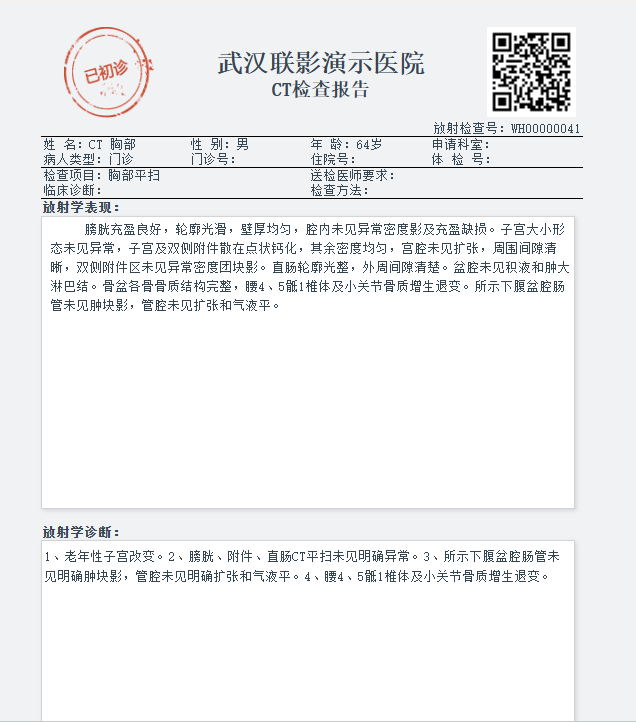 已初诊
武汉联影演示医院
CT检查报告
放射检查号：WH00000041
姓 名：CT 胸部 性 别：男 年 龄：64岁 申请科室：
病人类型：门诊 门诊号： 住院号： 体 检 号：
检查项目：胸部平扫 送检医师要求：
临床诊断： 检查方法：
放射学表现：
膀胱充盈良好，轮廓光滑，壁厚均匀，腔内未见异常密度影及充盈缺损。子宫大小形
态未见异常，子宫及双侧附件散在点状钙化，其余密度均匀，宫腔未见扩张，周围间隙清
晰，双侧附件区未见异常密度团块影。直肠轮廓光整，外周间隙清楚。盆腔未见积液和肿大
淋巴结。骨盆各骨骨质结构完整，腰4、5骶1椎体及小关节骨质增生退变。所示下腹盆腔肠
管未见肿块影，管腔未见扩张和气液平。
放射学诊断：
1、老年性子宫改变。2、膀胱、附件、直肠CT平扫未见明确异常。3、所示下腹盆腔肠管未
见明确肿块影，管腔未见明确扩张和气液平。4、腰4、5骶1椎体及小关节骨质增生退变。